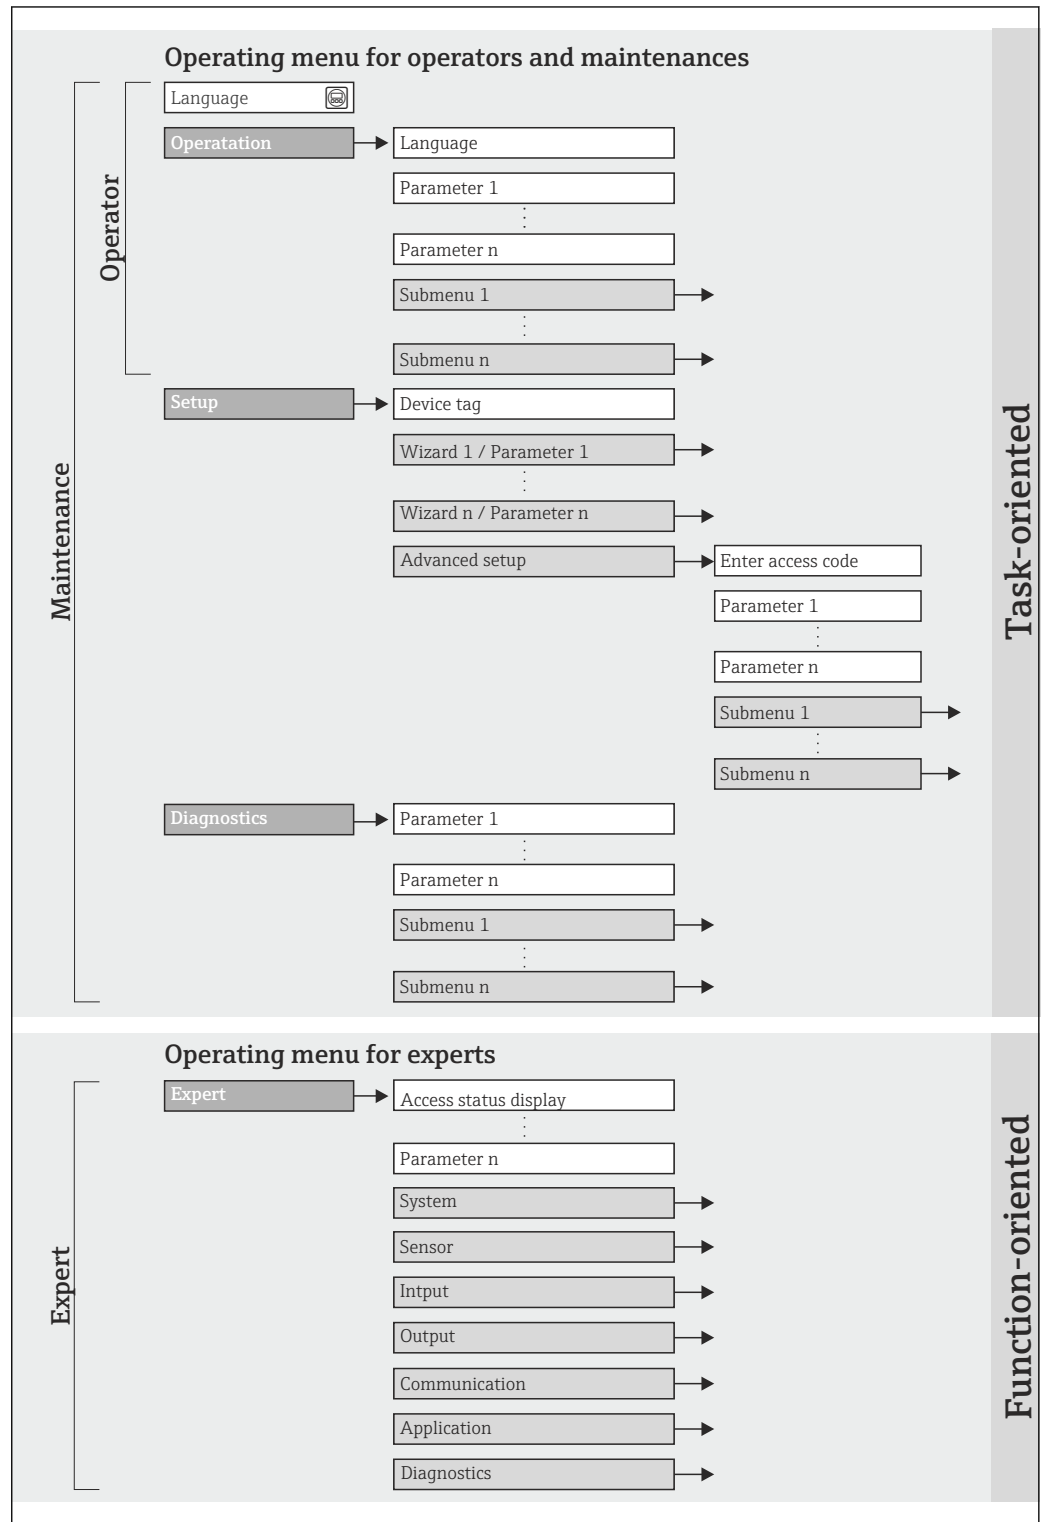 Operating menu for operators and maintenances
Language
Operatation
Language
Parameter 1
Parameter n
Submenu 1
Submenu n
Operator
Setup
Device tag
Wizard 1 / Parameter 1
Wizard n / Parameter n
Advanced setup
Enter access code
Parameter 1
Parameter n
Submenu 1
Submenu n
Maintenance
Task-oriented
Diagnostics
Parameter 1
Parameter n
Submenu 1
Submenu n
Operating menu for experts
Expert
Access status display
Parameter n
System
Sensor
Intput
Output
Communication
Application
Diagnostics
Expert
Function-oriented